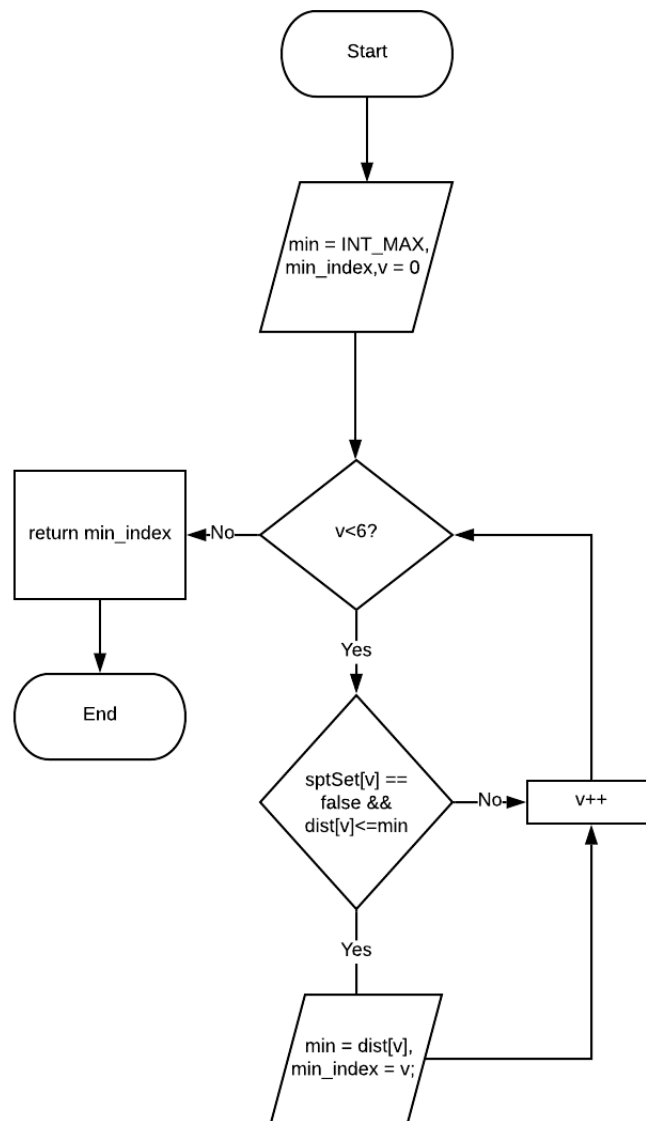 Start
min = INT_MAX,
min_index,v = 0
v<6?
No
return min_index
End
Yes
sptSet[v] ==
false &&
dist[v]<=min
No
v++
Yes
min = dist[v],
min_index = v;